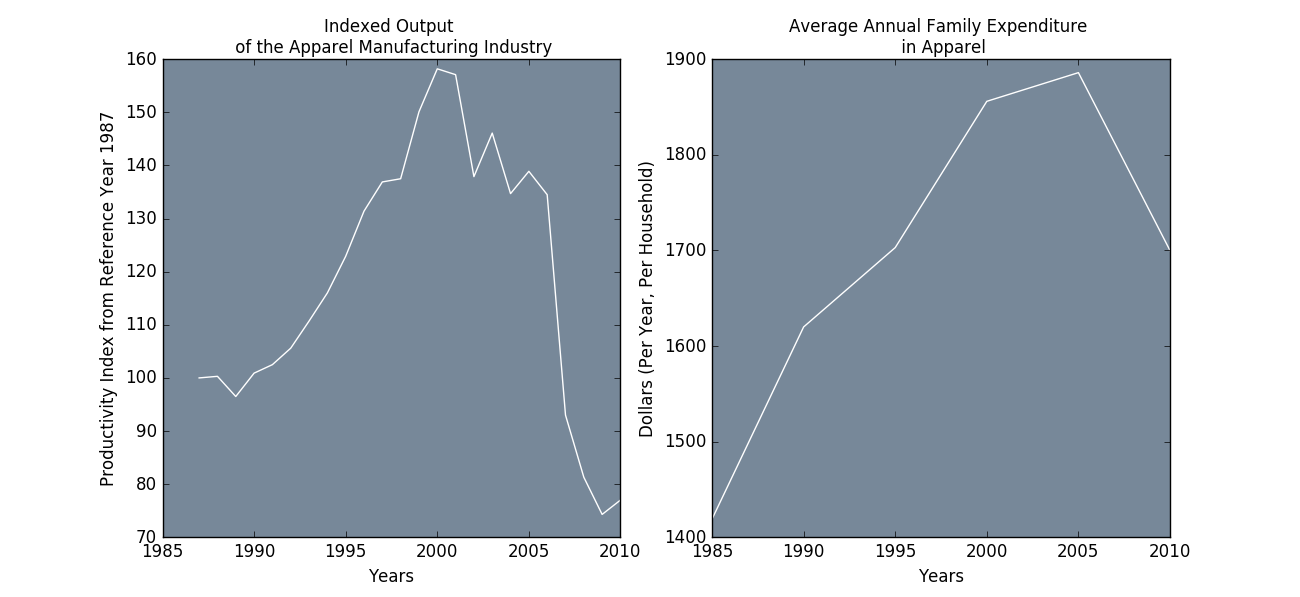 Indexed Output
of the Apparel Manufacturing Industry
Productivity Index from Reference Year 1987
160
150
140
130
120
110
100
90
80
70
1985 1990 1995 2000 2005 2010
Years
Average Annual Family Expenditure
in Apparel
Dollars (Per Year, Per Household)
1900
1800
1700
1600
1500
1400
1985 1990 1995 2000 2005 2010
Years